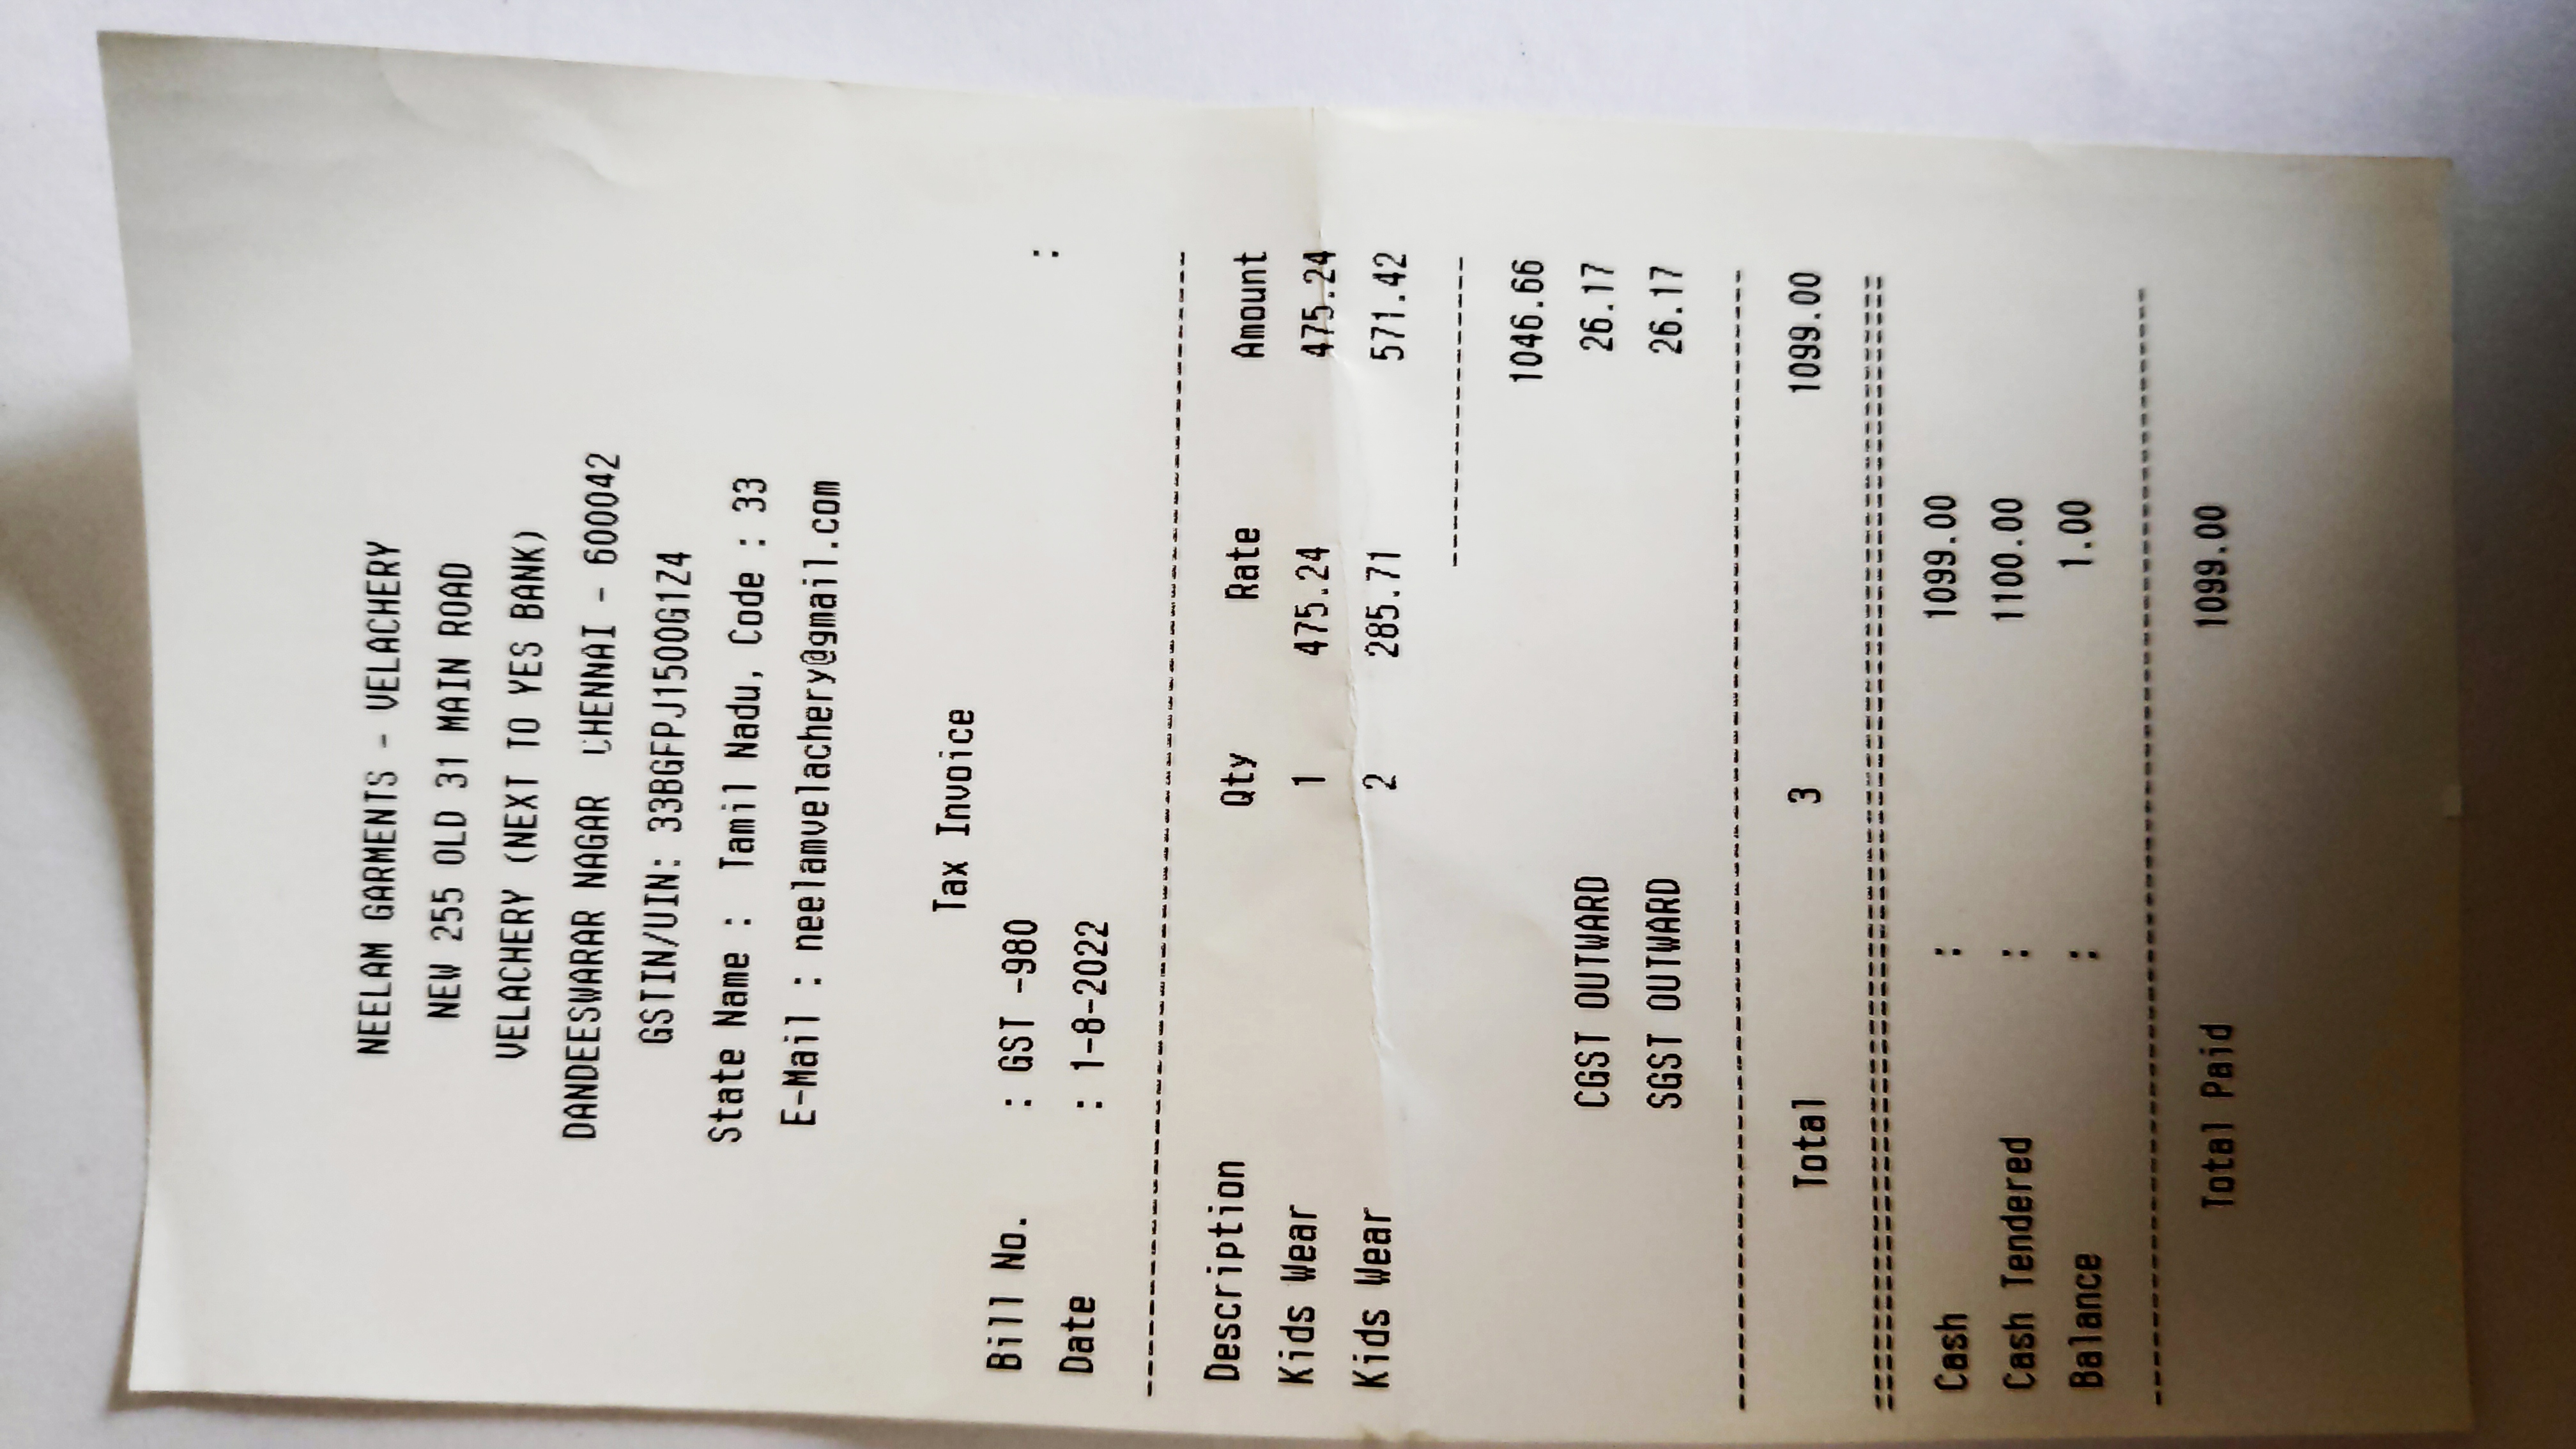 NEELAM GARMENTS - VELACHERY
NEW 255 OLD 31 MAIN ROAD
VELACHERY (NEXT TO YES BANK)
DANDEESWARAR NAGAR  CHENNAI - 600042
GSTIN/UIN: 33BGFPJ1500G1Z4
State Name :  Tamil Nadu, Code : 33
E-Mail : neelamvelachery@gmail.com
Tax Invoice
Bill No. : GST -980 :
Date : 1-8-2022
Description Qty Rate Amount
Kids Wear 1 475.24 475.24
Kids Wear 2 285.71 571.42
1046.66
CGST OUTWARD 26.17
SGST OUTWARD 26.17
Total 3 1099.00
Cash : 1099.00
Cash Tendered : 1100.00
Balance : 1.00
Total Paid 1099.00